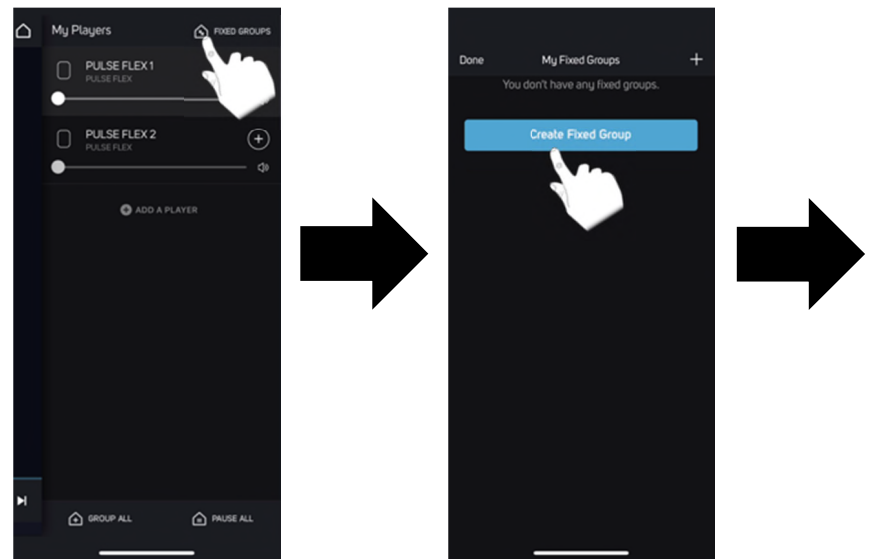 My Players
FIXED GROUPS
PULSE FLEX 1
PULSE FLEX
PULSE FLEX 2
PULSE FLEX
ADD A PLAYER
GROUP ALL
PAUSE ALL
Done
My Fixed Groups
You don't have any fixed groups.
Create Fixed Group